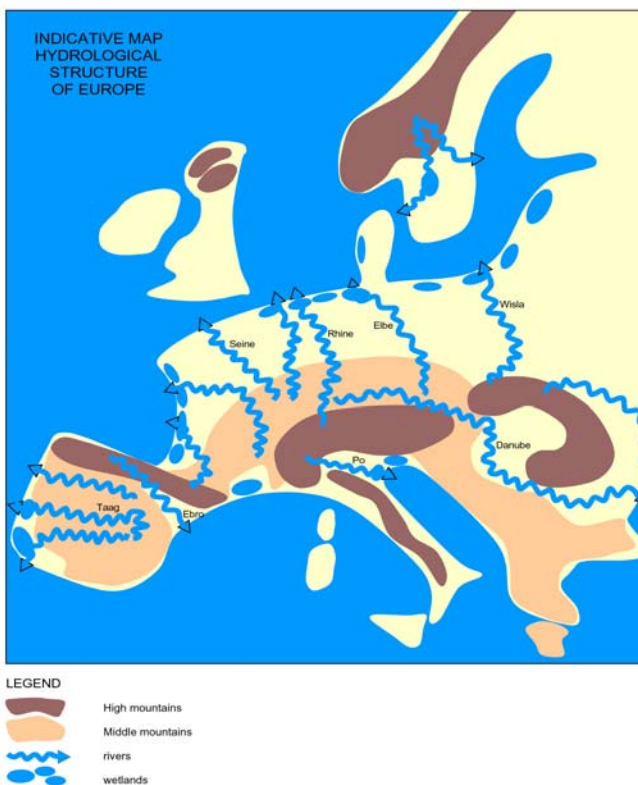 INDICATIVE MAP
HYDROLOGICAL
STRUCTURE
OF EUROPE
Wisla
Elbe
Rhine
Seine
Danube
Po
Taag
Ebro
LEGEND
High mountains
Middle mountains
rivers
wetlands